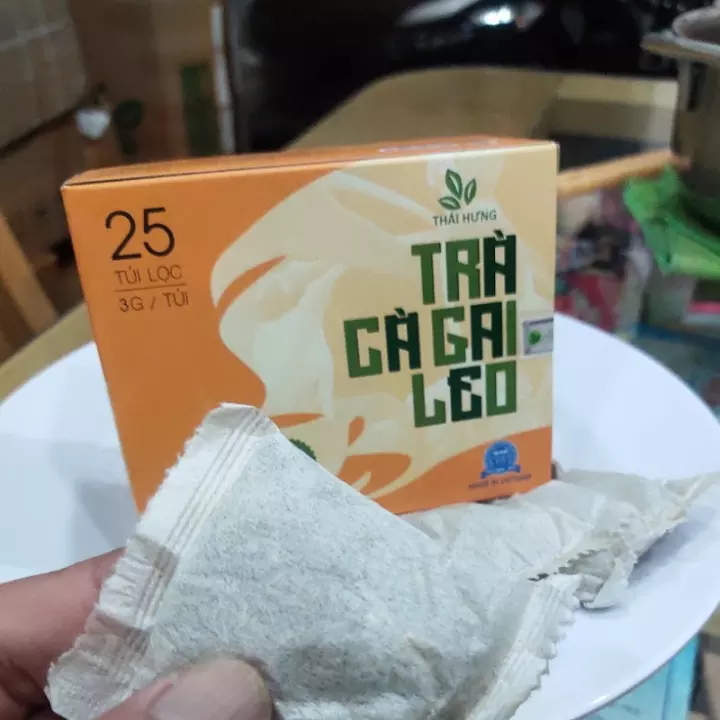 25
TÚI LỌC
3G / TÚI
THÁI HƯNG
TRÀ
CÀ GAI
LEO
MADE IN VIETNAM